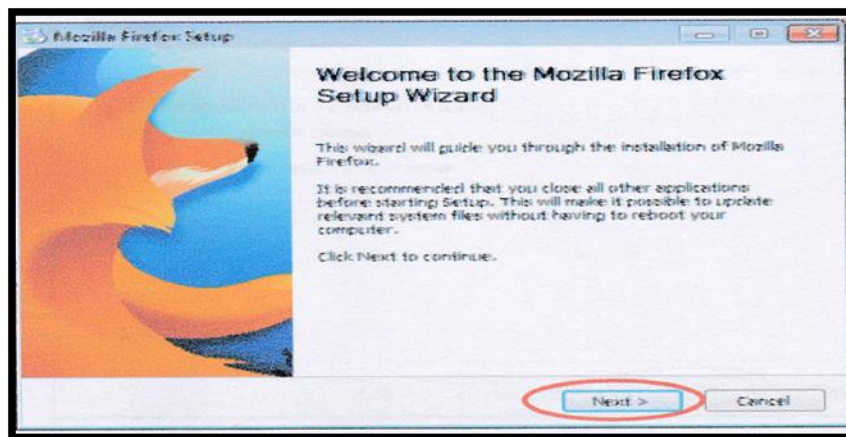 Mozilla Firefox Setup
Welcome to the Mozilla Firefox
Setup Wizard
This wizard will guide you through the installation of Mozilla
Firefox.
It is recommended that you close all other applications
before starting Setup. This will make it possible to update
relevant system files without having to reboot your
computer.
Click Next to continue.
Next >
Cancel